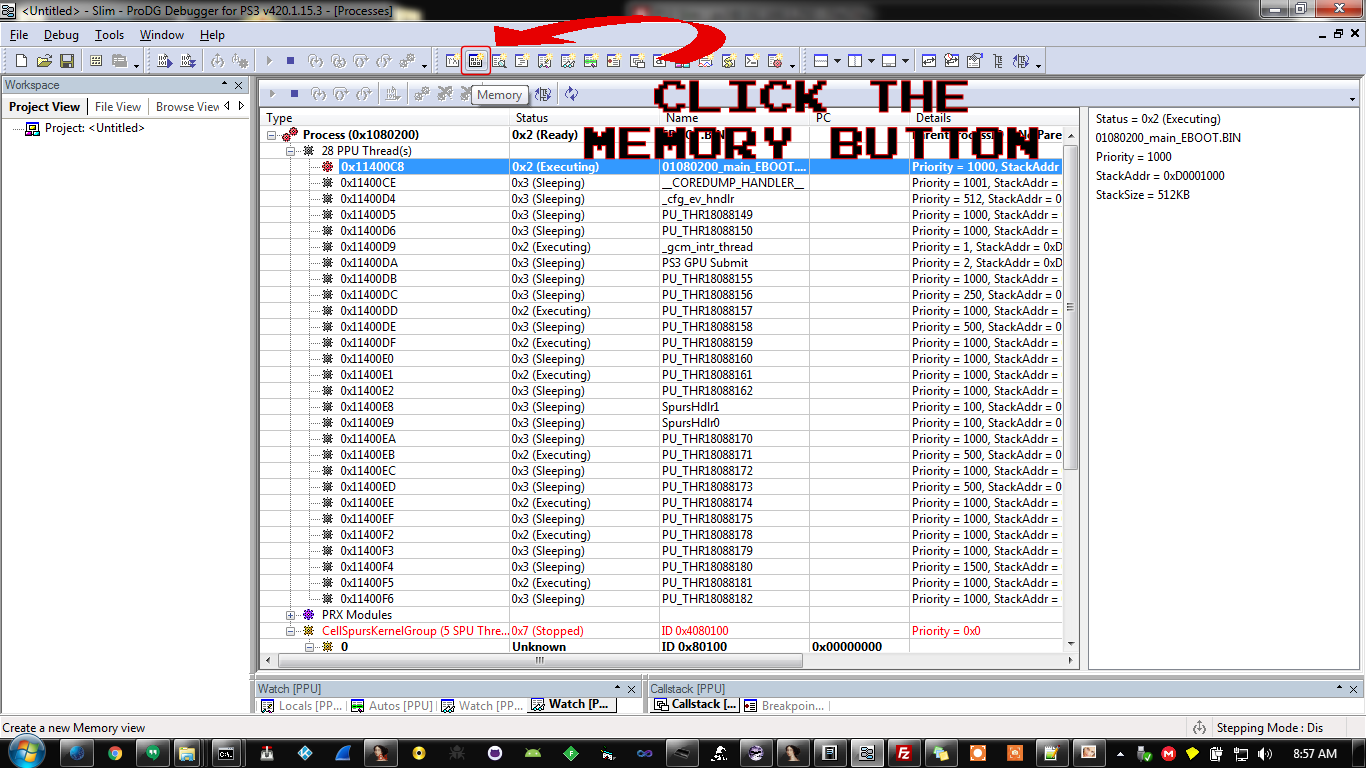 <Untitled> - Slim - ProDG Debugger for PS3 v420.1.15.3 - [Processes]
File Debug Tools Window Help
Workspace
Project View File View Browse View
Project: <Untitled>
Memory
CLICK THE
MEMORY BUTTON
Type Status Name PC Details
Process (0x1080200) 0x2 (Ready)
28 PPU Thread(s)
0x11400C8 0x2 (Executing) 01080200_main_EBOOT.... Priority = 1000, StackAddr
0x11400CE 0x3 (Sleeping) __COREDUMP_HANDLER__ Priority = 1001, StackAddr =
0x11400D4 0x3 (Sleeping) _cfg_ev_hndlr Priority = 512, StackAddr = 0
0x11400D5 0x3 (Sleeping) PU_THR18088149 Priority = 1000, StackAddr =
0x11400D6 0x3 (Sleeping) PU_THR18088150 Priority = 1000, StackAddr =
0x11400D9 0x2 (Executing) _gcm_intr_thread Priority = 1, StackAddr = 0xD
0x11400DA 0x3 (Sleeping) PS3 GPU Submit Priority = 2, StackAddr = 0xD
0x11400DB 0x3 (Sleeping) PU_THR18088155 Priority = 1000, StackAddr =
0x11400DC 0x3 (Sleeping) PU_THR18088156 Priority = 250, StackAddr = 0
0x11400DD 0x2 (Executing) PU_THR18088157 Priority = 1000, StackAddr =
0x11400DE 0x3 (Sleeping) PU_THR18088158 Priority = 500, StackAddr = 0
0x11400DF 0x2 (Executing) PU_THR18088159 Priority = 1000, StackAddr =
0x11400E0 0x3 (Sleeping) PU_THR18088160 Priority = 1000, StackAddr =
0x11400E1 0x2 (Executing) PU_THR18088161 Priority = 1000, StackAddr =
0x11400E2 0x3 (Sleeping) PU_THR18088162 Priority = 1000, StackAddr =
0x11400E8 0x3 (Sleeping) SpursHdlr1 Priority = 100, StackAddr = 0
0x11400E9 0x3 (Sleeping) SpursHdlr0 Priority = 100, StackAddr = 0
0x11400EA 0x3 (Sleeping) PU_THR18088170 Priority = 1000, StackAddr =
0x11400EB 0x2 (Executing) PU_THR18088171 Priority = 500, StackAddr = 0
0x11400EC 0x3 (Sleeping) PU_THR18088172 Priority = 1000, StackAddr =
0x11400ED 0x3 (Sleeping) PU_THR18088173 Priority = 500, StackAddr = 0
0x11400EE 0x2 (Executing) PU_THR18088174 Priority = 1000, StackAddr =
0x11400EF 0x3 (Sleeping) PU_THR18088175 Priority = 1000, StackAddr =
0x11400F2 0x2 (Executing) PU_THR18088178 Priority = 1000, StackAddr =
0x11400F3 0x3 (Sleeping) PU_THR18088179 Priority = 1000, StackAddr =
0x11400F4 0x3 (Sleeping) PU_THR18088180 Priority = 1500, StackAddr =
0x11400F5 0x2 (Executing) PU_THR18088181 Priority = 1000, StackAddr =
0x11400F6 0x3 (Sleeping) PU_THR18088182 Priority = 1000, StackAddr =
PRX Modules
CellSpursKernelGroup (5 SPU Thre... 0x7 (Stopped) ID 0x4080100 Priority = 0x0
0 Unknown ID 0x80100 0x00000000
Status = 0x2 (Executing)
01080200_main_EBOOT.BIN
Priority = 1000
StackAddr = 0xD0001000
StackSize = 512KB
Watch [PPU]
Locals [PP... Autos [PPU] Watch [PP... Watch [P...
Callstack [PPU]
Callstack [... Breakpoin...
Create a new Memory view Stepping Mode : Dis
8:57 AM